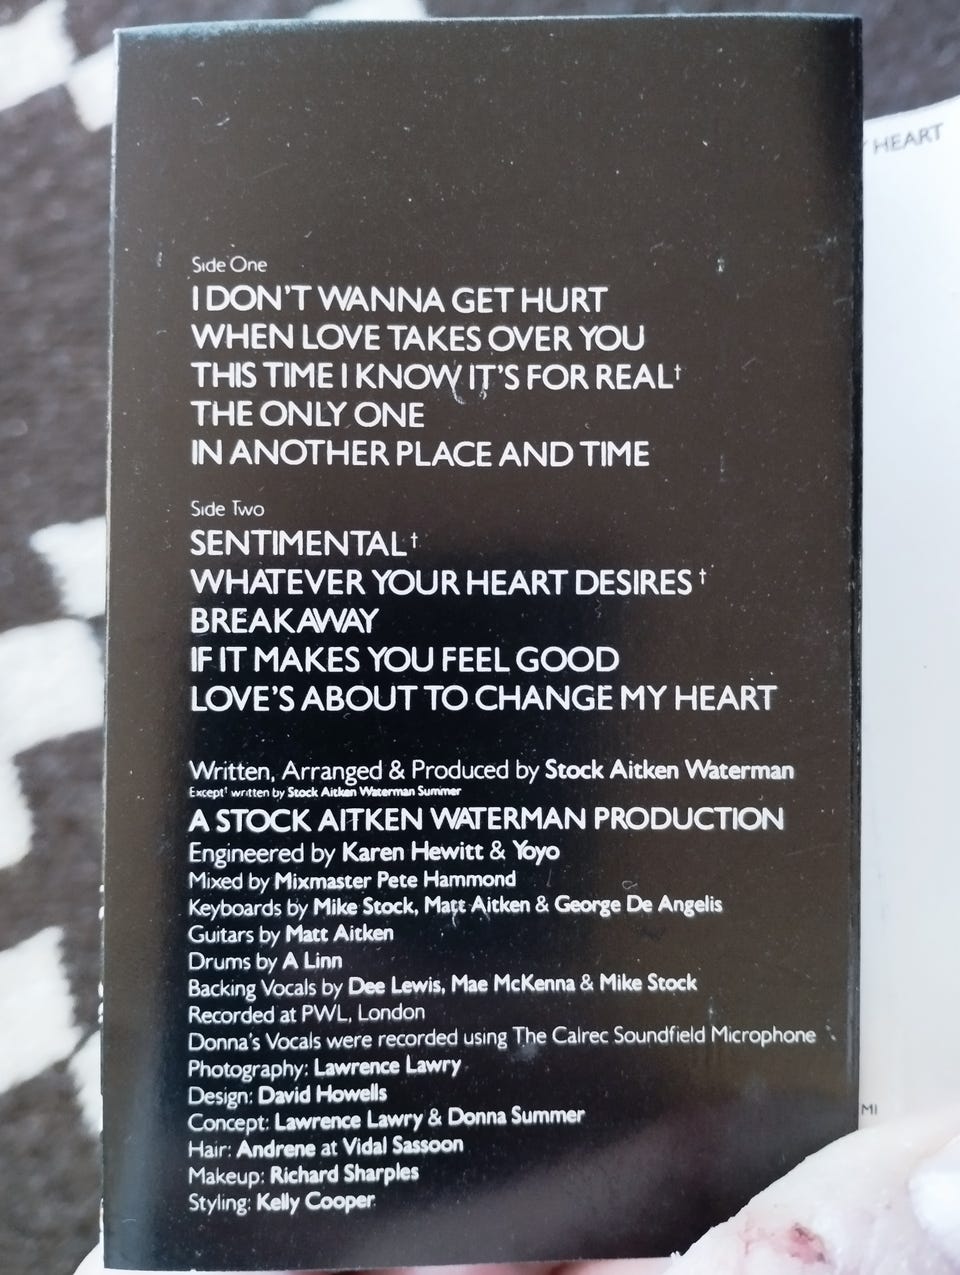 Side One
I DON'T WANNA GET HURT
WHEN LOVE TAKES OVER YOU
THIS TIME I KNOW IT'S FOR REAL†
THE ONLY ONE
IN ANOTHER PLACE AND TIME
Side Two
SENTIMENTAL†
WHATEVER YOUR HEART DESIRES†
BREAKAWAY
IF IT MAKES YOU FEEL GOOD
LOVE'S ABOUT TO CHANGE MY HEART
Written, Arranged & Produced by Stock Aitken Waterman
Except† written by Stock Aitken Waterman Summer
A STOCK AITKEN WATERMAN PRODUCTION
Engineered by Karen Hewitt & Yoyo
Mixed by Mixmaster Pete Hammond
Keyboards by Mike Stock, Matt Aitken & George De Angelis
Guitars by Matt Aitken
Drums by A Linn
Backing Vocals by Dee Lewis, Mae McKenna & Mike Stock
Recorded at PWL, London
Donna's Vocals were recorded using The Calrec Soundfield Microphone
Photography: Lawrence Lawry
Design: David Howells
Concept: Lawrence Lawry & Donna Summer
Hair: Andrene at Vidal Sassoon
Makeup: Richard Sharples
Styling: Kelly Cooper
HEART
MI